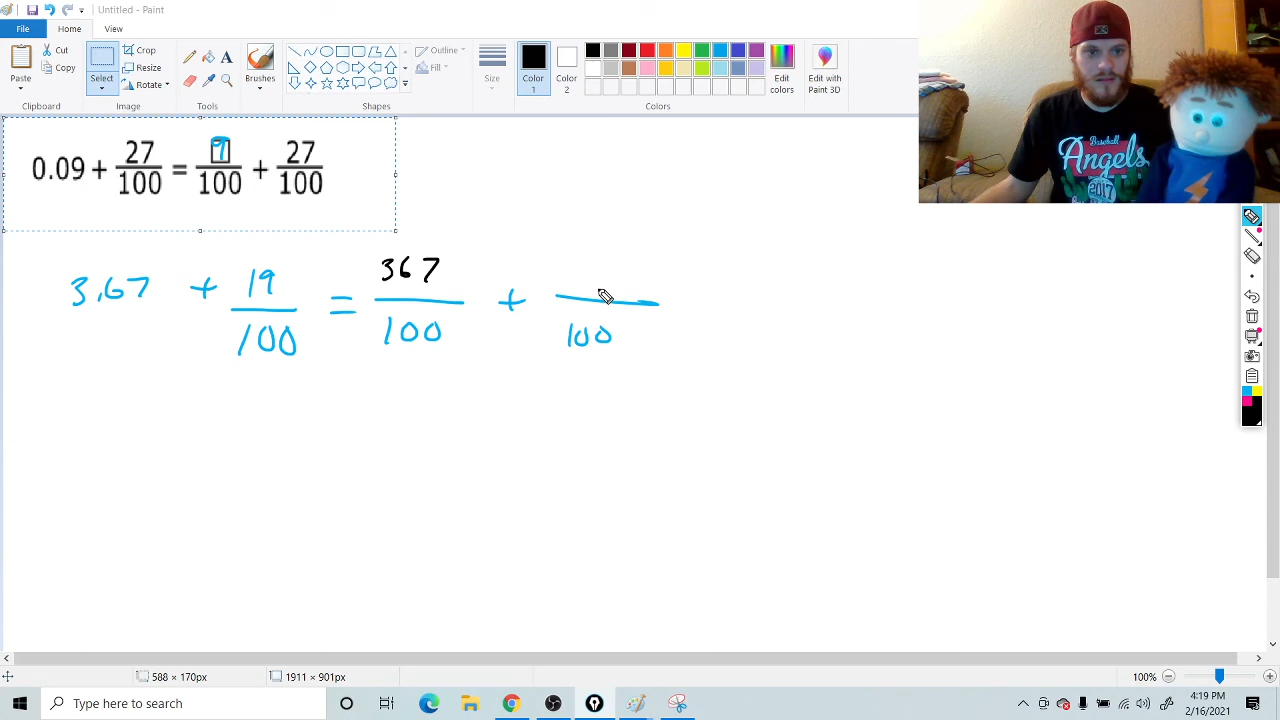 Untitled - Paint
File Home View
Paste Cut Copy Clipboard
Select Crop Resize Rotate Image
A Tools
Brushes
Outline Fill Shapes
Size
Color 1 Color 2 Edit colors Colors
Edit with Paint 3D
0.09 + 27/100 = 9/100 + 27/100
3.67 + 19/100 = 367/100 + /100
Baseball
Angels
2017
588 × 170px 1911 × 901px 100%
Type here to search
4:19 PM
2/16/2021